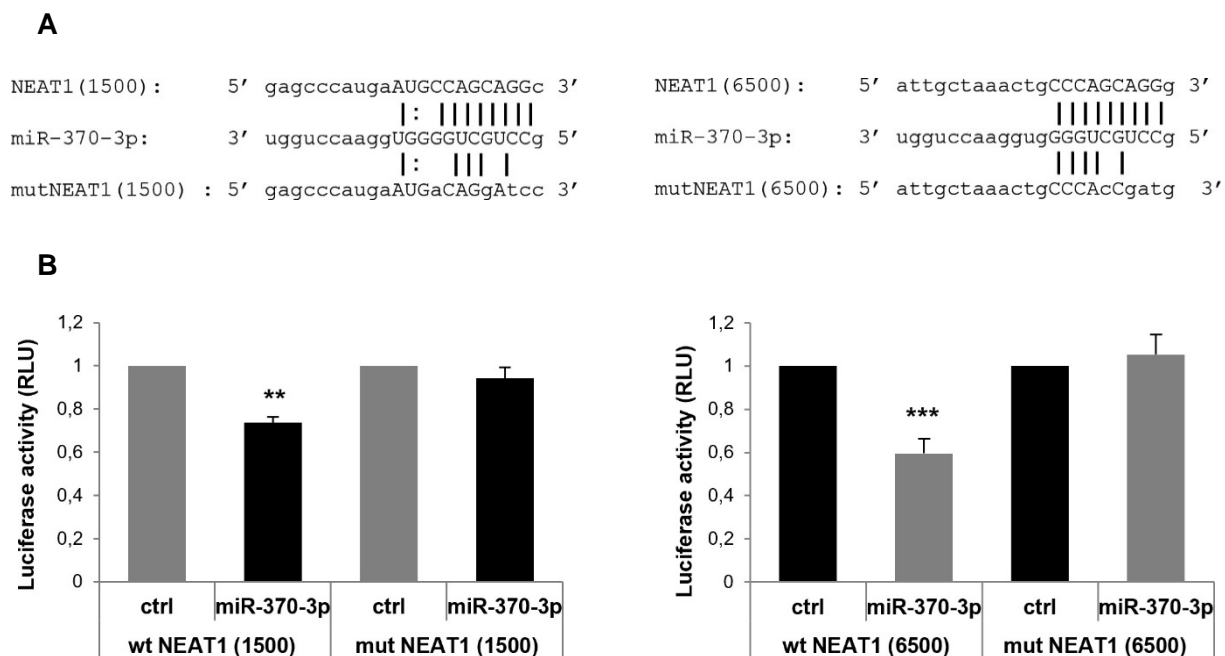 A
NEAT1(1500): 5’ gagcccaugaAUGCCAGCAGGc 3’
miR-370-3p: 3’ ugguccaaggUGGGGUCGUCCg 5’
mutNEAT1(1500) : 5’ gagcccaugaAUGaCAGgAtcc 3’
NEAT1(6500): 5’ attgctaaactgCCCAGCAGGg 3’
miR-370-3p: 3’ ugguccaaggugGGGUCGUCCg 5’
mutNEAT1(6500): 5’ attgctaaactgCCCAcCgatg 3’
B
Luciferase activity (RLU)
1,2
1
0,8
0,6
0,4
0,2
0
**
ctrl miR-370-3p ctrl miR-370-3p
wt NEAT1 (1500) mut NEAT1 (1500)
Luciferase activity (RLU)
1,2
1
0,8
0,6
0,4
0,2
0
***
ctrl miR-370-3p ctrl miR-370-3p
wt NEAT1 (6500) mut NEAT1 (6500)